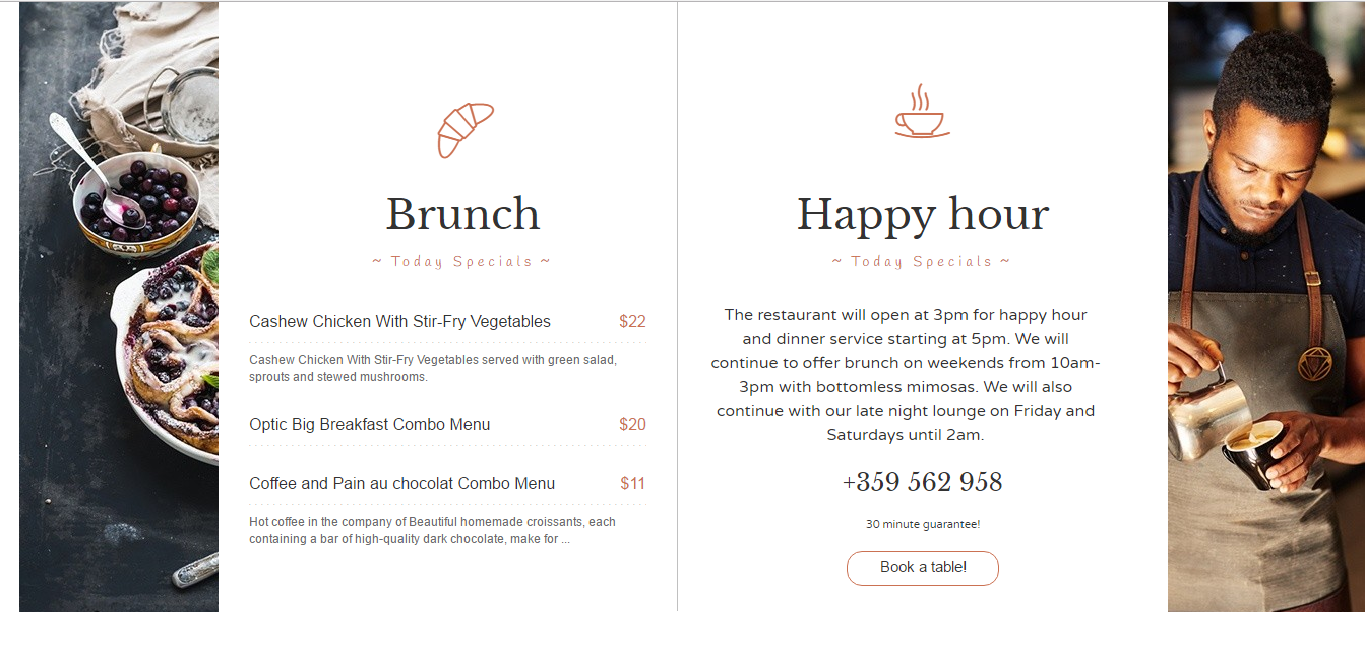 Brunch
~ Today Specials ~
Cashew Chicken With Stir-Fry Vegetables $22
Cashew Chicken With Stir-Fry Vegetables served with green salad,
sprouts and stewed mushrooms.
Optic Big Breakfast Combo Menu $20
Coffee and Pain au chocolat Combo Menu $11
Hot coffee in the company of Beautiful homemade croissants, each
containing a bar of high-quality dark chocolate, make for ...
Happy hour
~ Today Specials ~
The restaurant will open at 3pm for happy hour
and dinner service starting at 5pm. We will
continue to offer brunch on weekends from 10am-
3pm with bottomless mimosas. We will also
continue with our late night lounge on Friday and
Saturdays until 2am.
+359 562 958
30 minute guarantee!
Book a table!